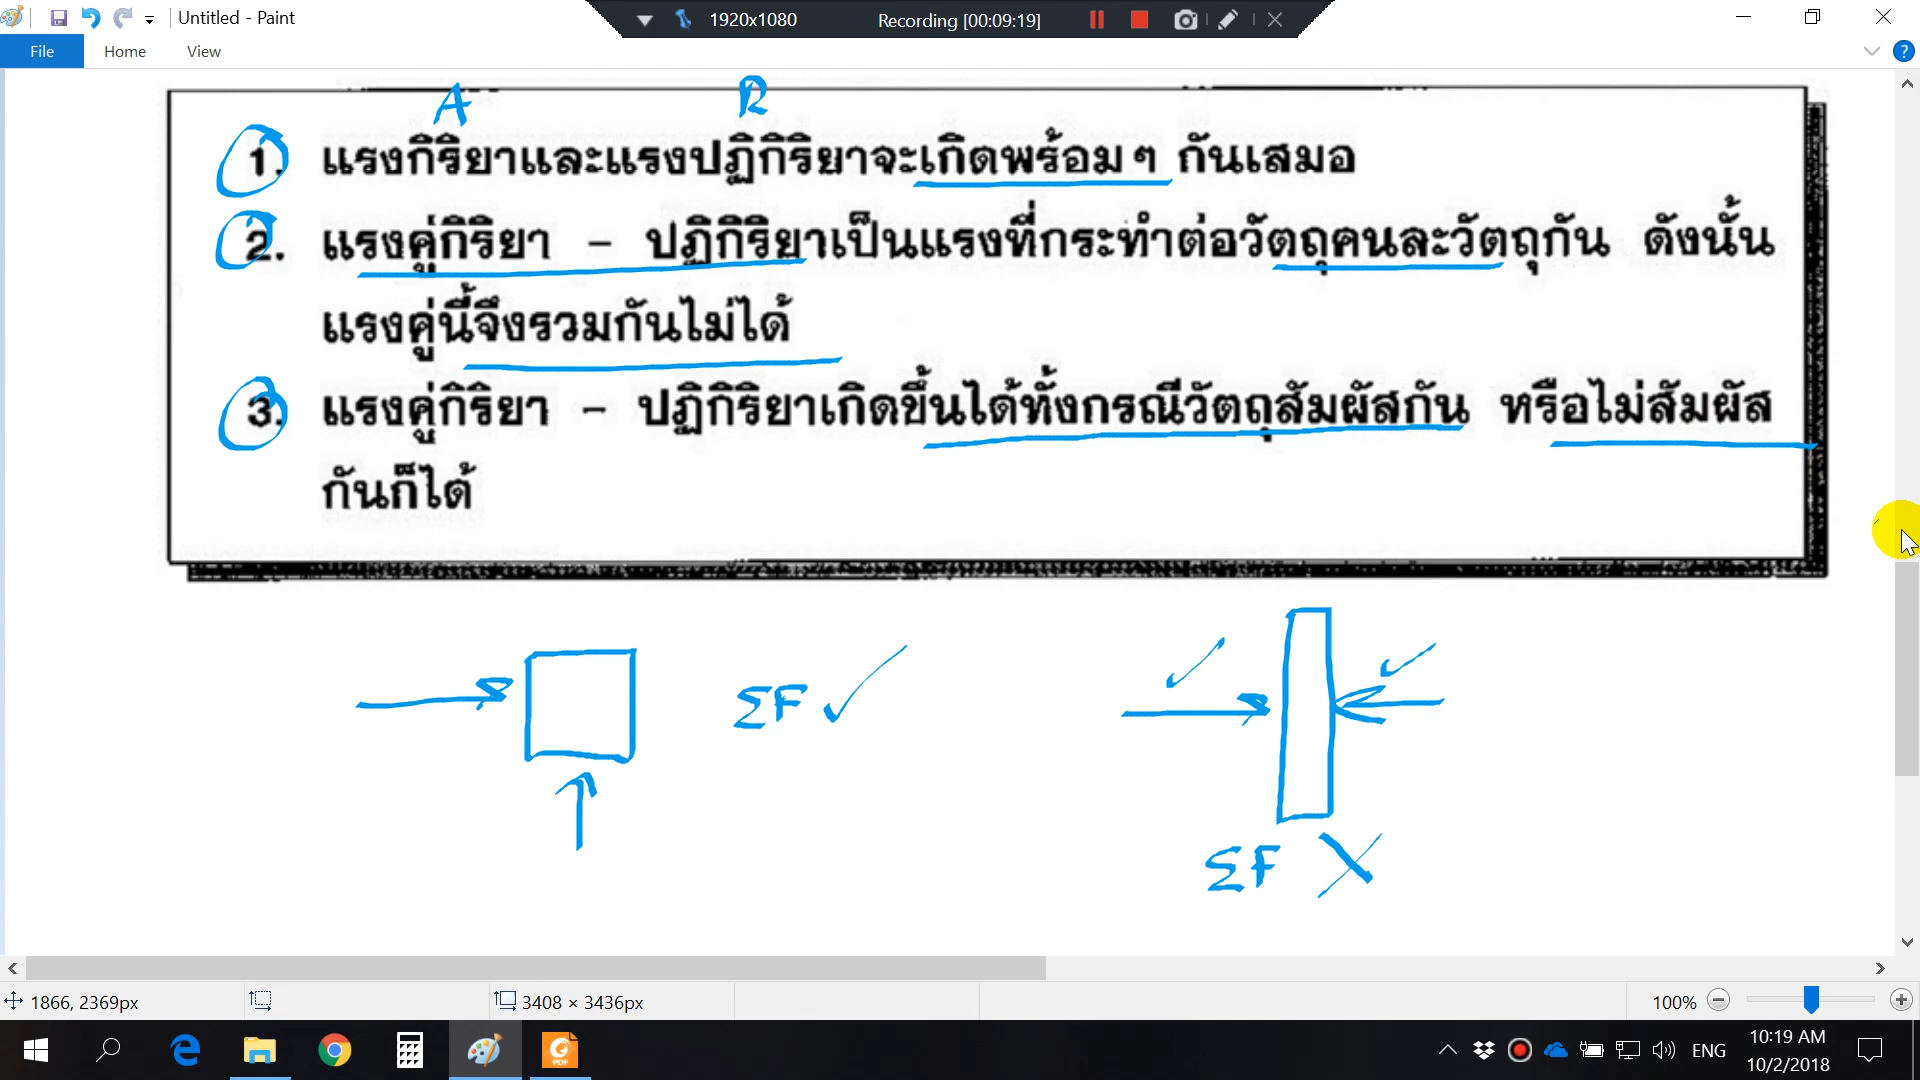 Untitled - Paint
1920x1080
Recording [00:09:19]
File
Home
View
A
R
1. แรงกิริยาและแรงปฏิกิริยาจะเกิดพร้อมๆ กันเสมอ
2. แรงคู่กิริยา – ปฏิกิริยาเป็นแรงที่กระทำต่อวัตถุคนละวัตถุกัน ดังนั้น
แรงคู่นี้จึงรวมกันไม่ได้
3. แรงคู่กิริยา – ปฏิกิริยาเกิดขึ้นได้ทั้งกรณีวัตถุสัมผัสกัน หรือไม่สัมผัส
กันก็ได้
ΣF ✓
ΣF X
1866, 2369px
3408 × 3436px
100%
PDF
ENG
10:19 AM
10/2/2018